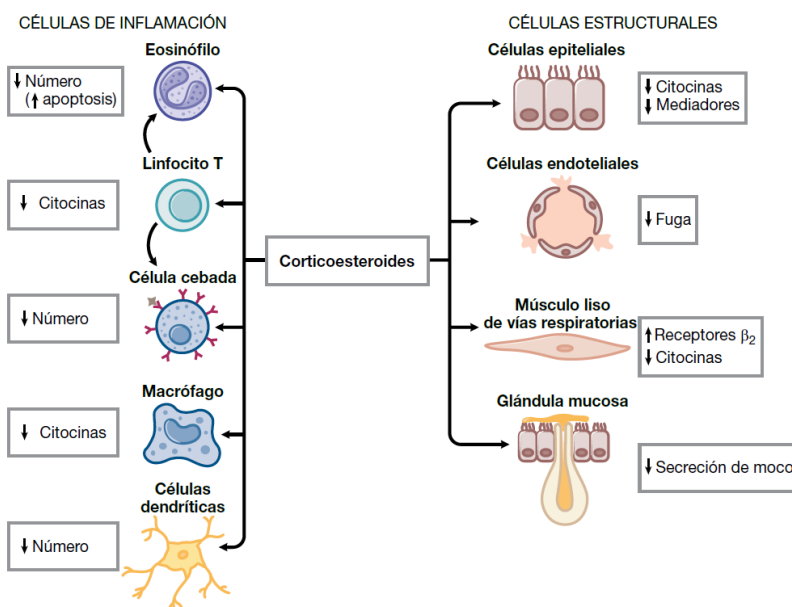 CÉLULAS DE INFLAMACIÓN
Eosinófilo
↓ Número
(↑ apoptosis)
Linfocito T
↓ Citocinas
Célula cebada
↓ Número
Macrófago
↓ Citocinas
Células
dendríticas
↓ Número
Corticoesteroides
CÉLULAS ESTRUCTURALES
Células epiteliales
↓ Citocinas
↓ Mediadores
Células endoteliales
↓ Fuga
Músculo liso
de vías respiratorias
↑ Receptores β₂
↓ Citocinas
Glándula mucosa
↓ Secreción de moco